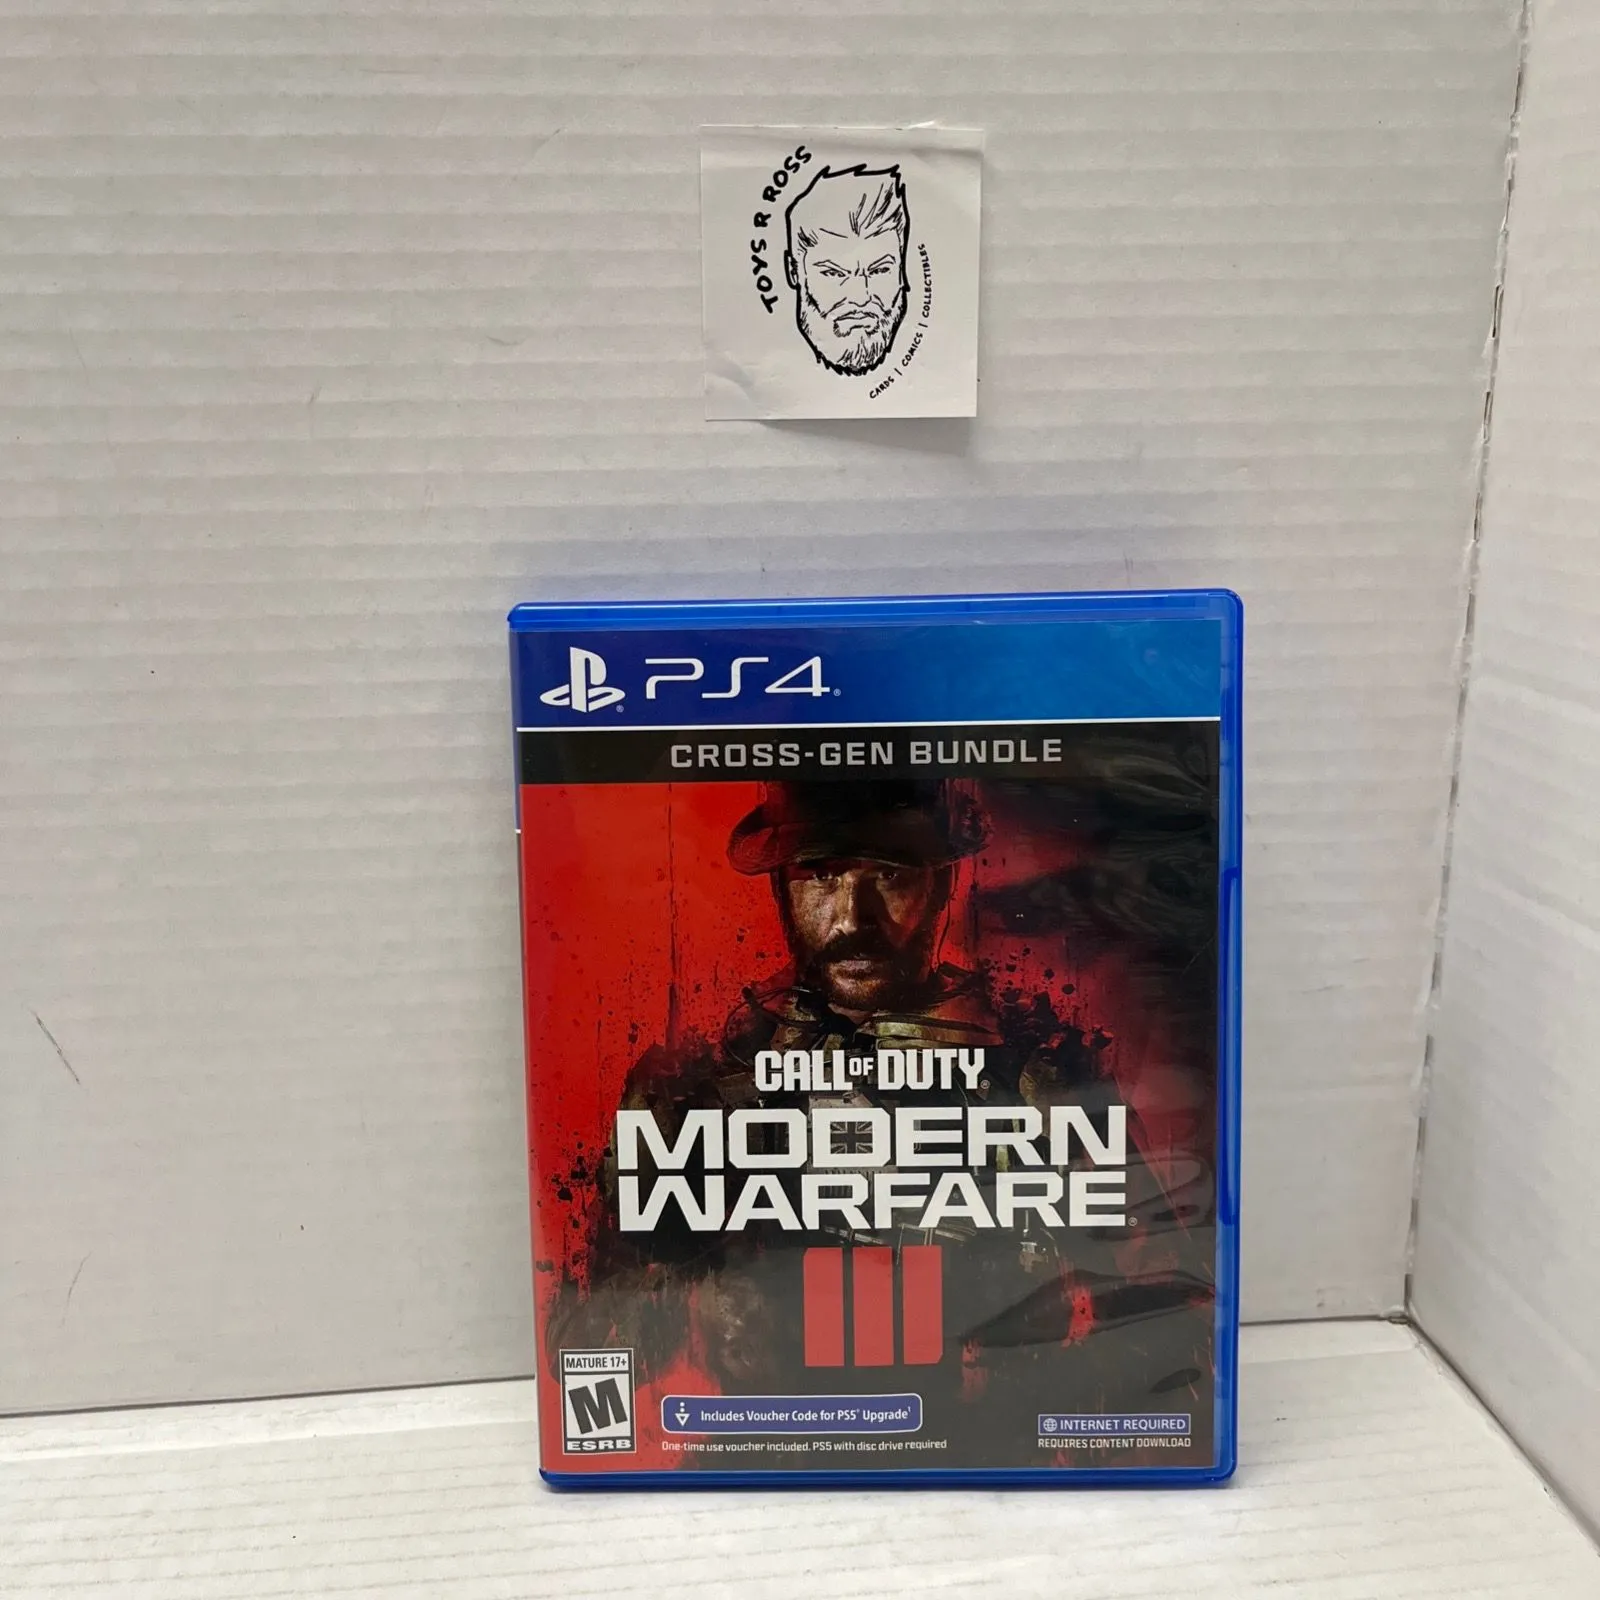 TOYS R ROSS
CARDS | COMICS | COLLECTIBLES
PS4
CROSS-GEN BUNDLE
CALL OF DUTY
MODERN
WARFARE
III
MATURE 17+
M
ESRB
Includes Voucher Code for PS5® Upgrade¹
One-time use voucher included. PS5 with disc drive required
INTERNET REQUIRED
REQUIRES CONTENT DOWNLOAD